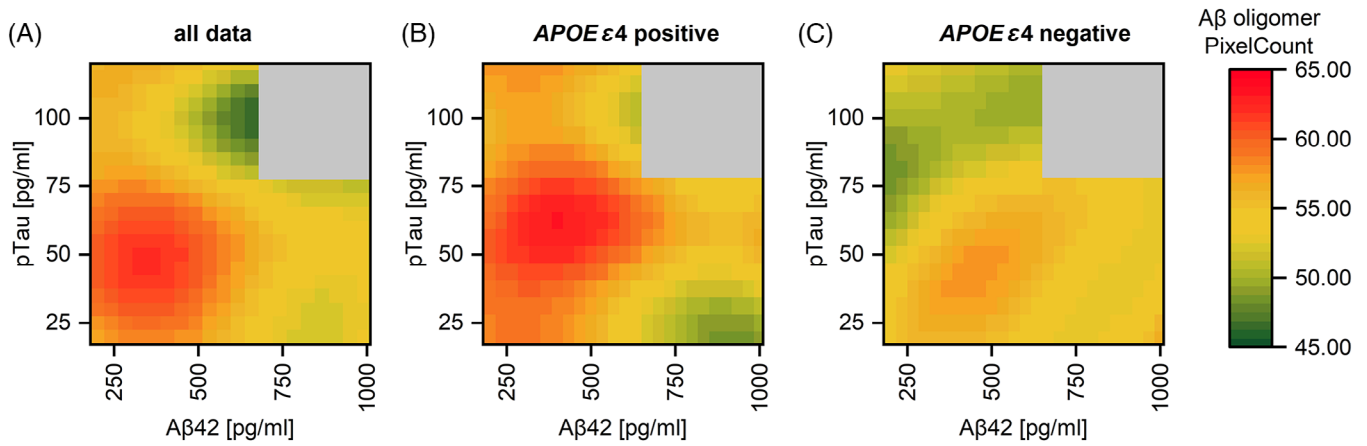 (A) all data
(B) APOE ε4 positive
(C) APOE ε4 negative
Aβ oligomer
PixelCount
pTau [pg/ml]
100
75
50
25
250
500
750
1000
Aβ42 [pg/ml]
pTau [pg/ml]
100
75
50
25
250
500
750
1000
Aβ42 [pg/ml]
pTau [pg/ml]
100
75
50
25
250
500
750
1000
Aβ42 [pg/ml]
65.00
60.00
55.00
50.00
45.00